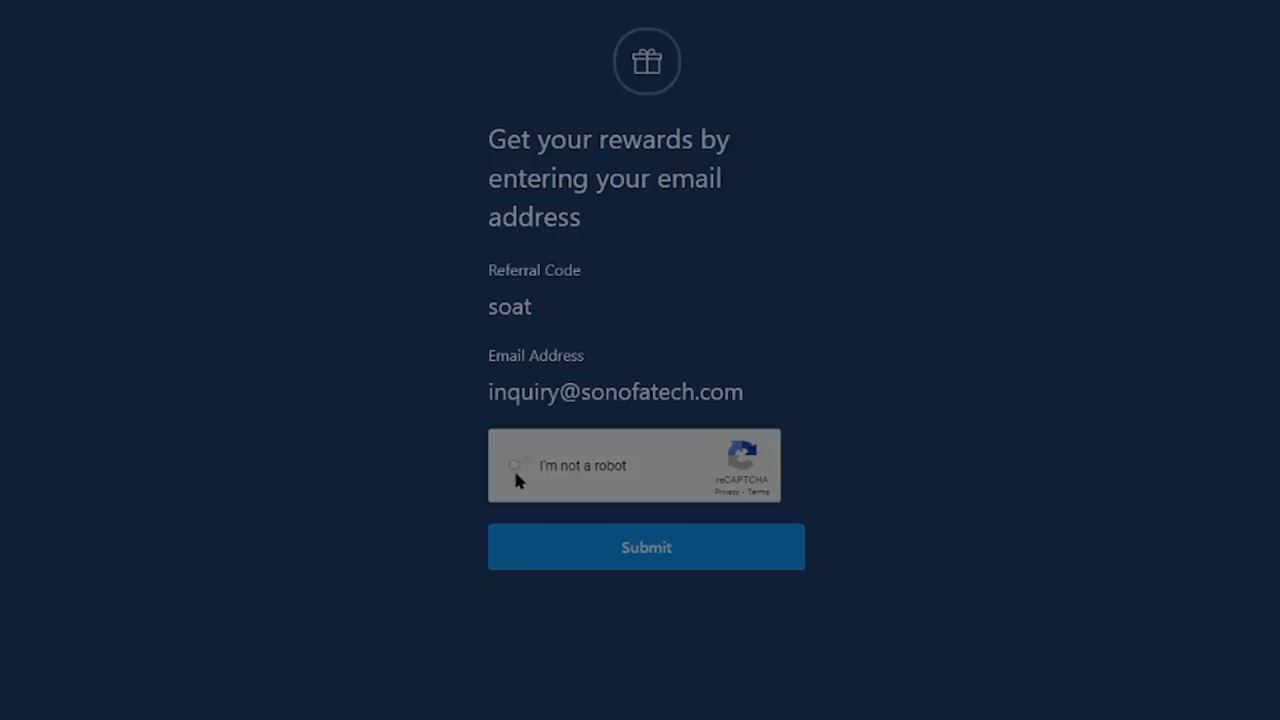 Get your rewards by
entering your email
address
Referral Code
soat
Email Address
inquiry@sonofatech.com
I'm not a robot
reCAPTCHA
Privacy - Terms
Submit